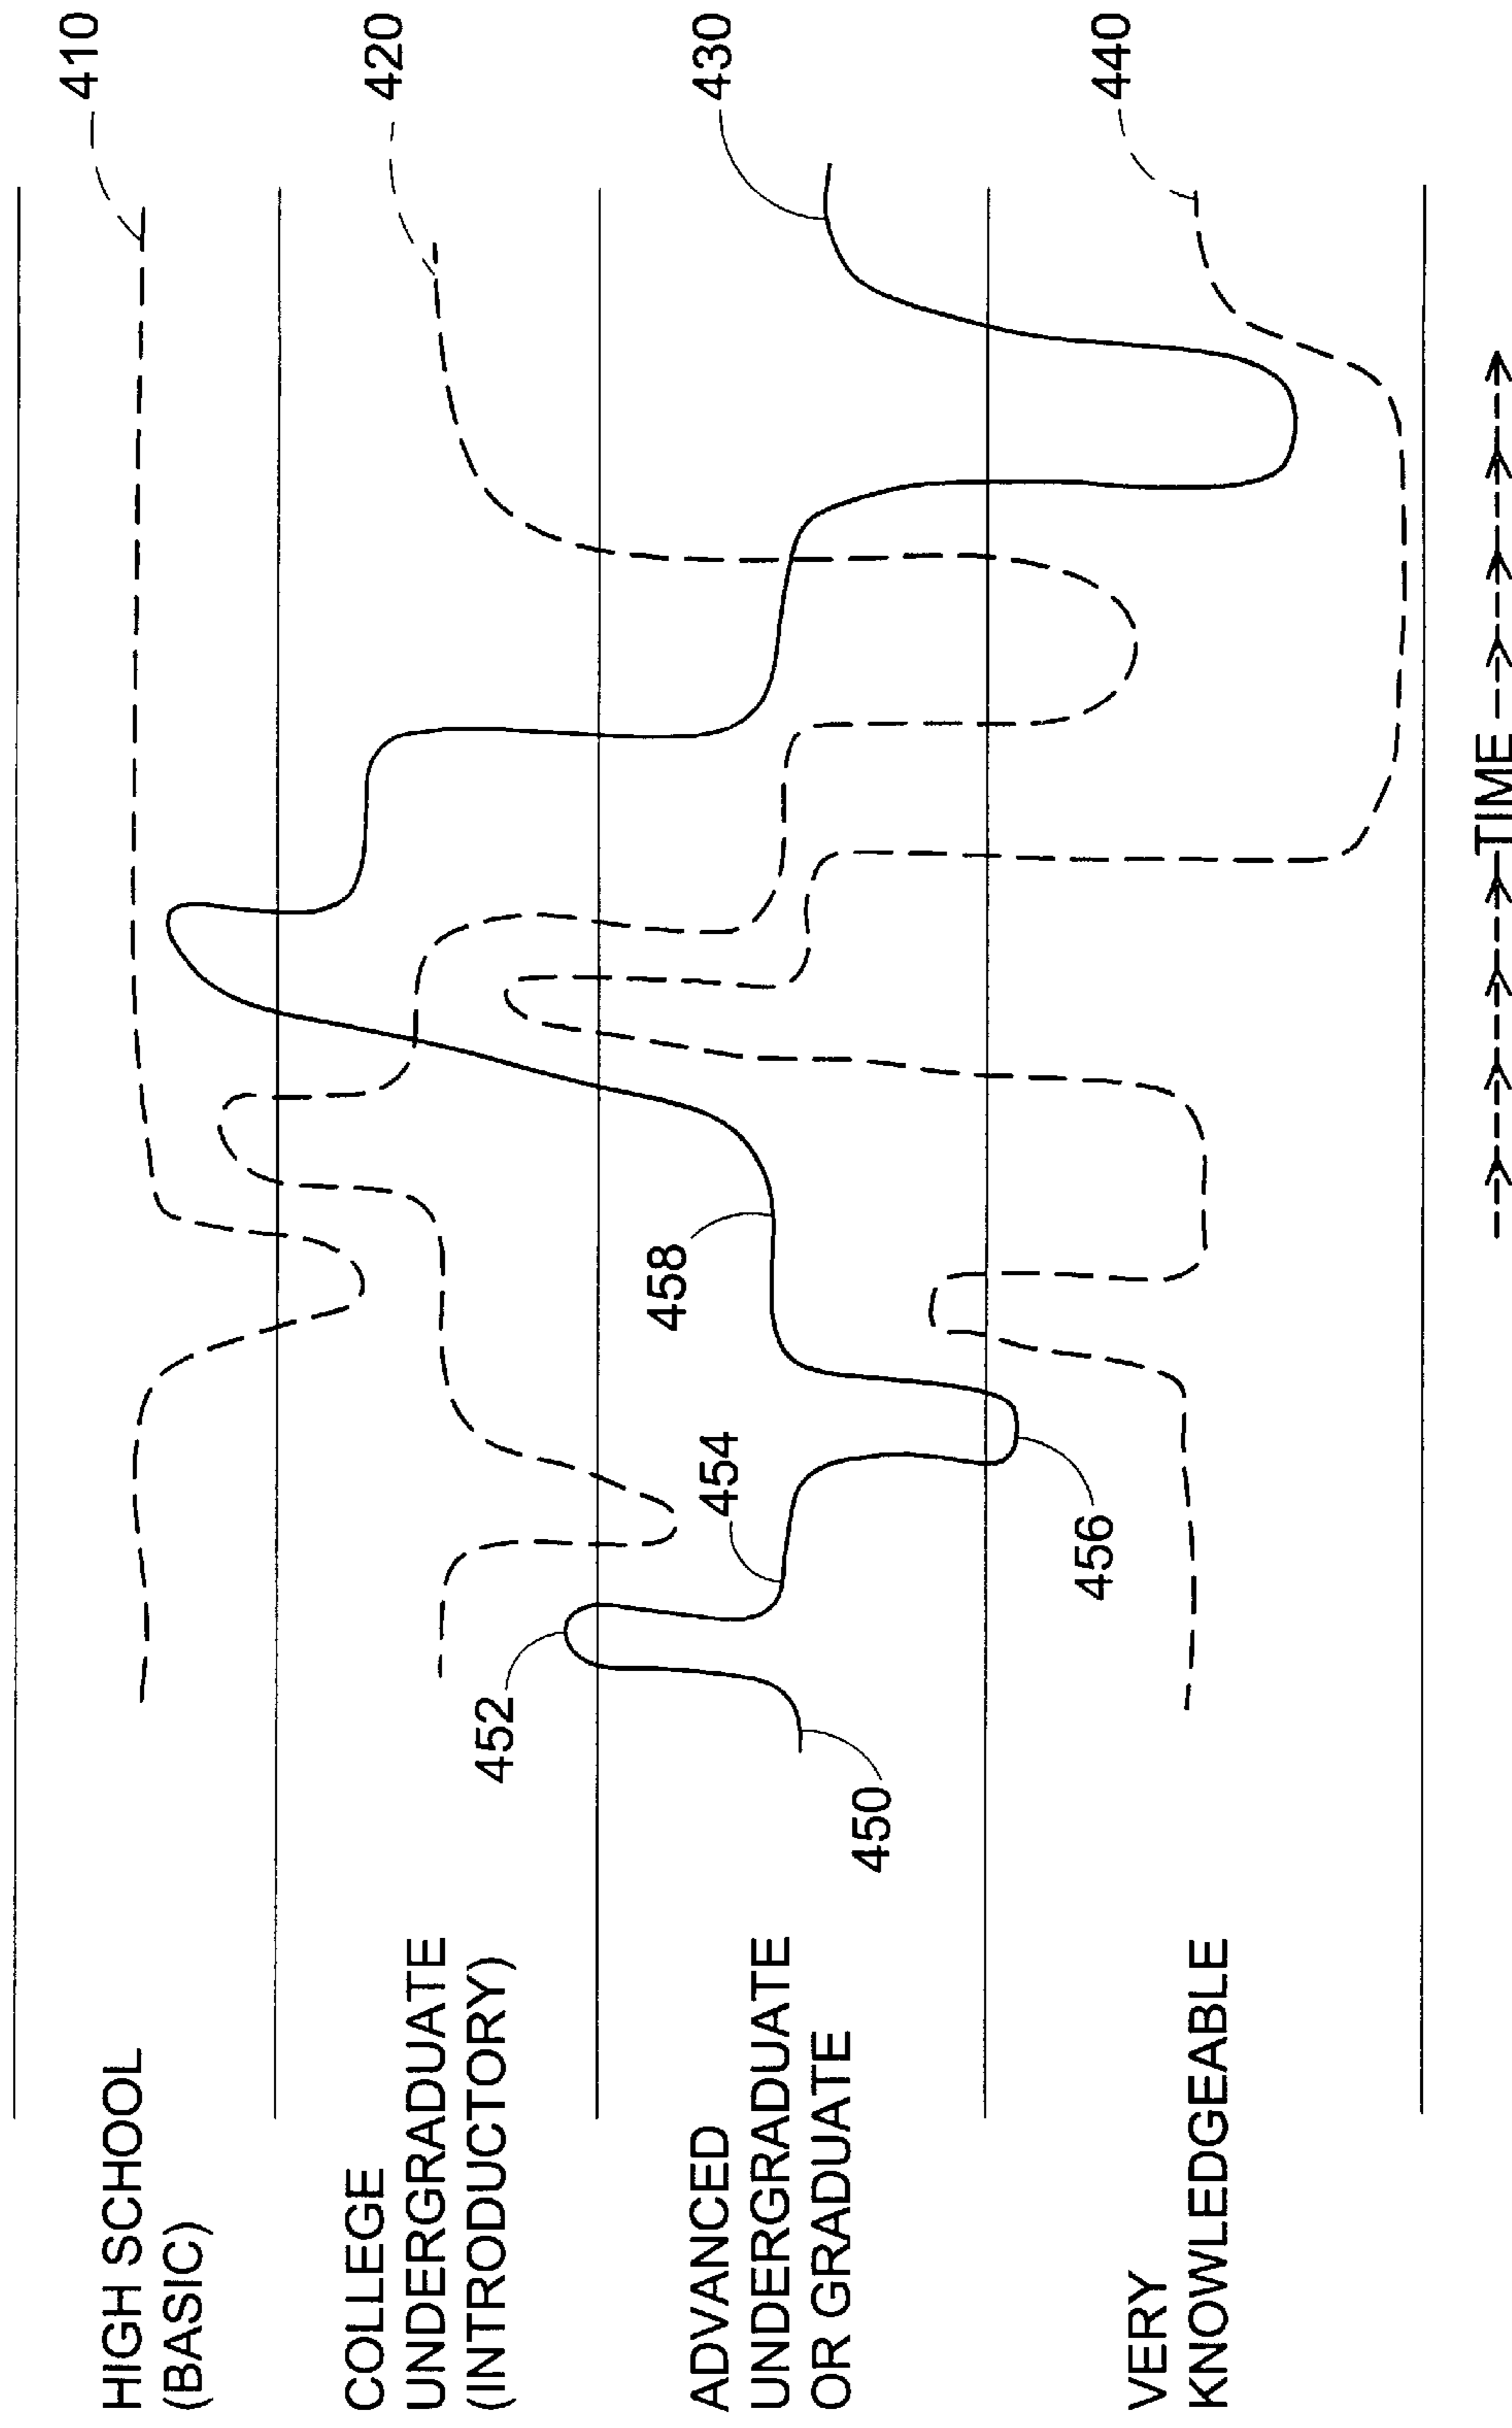 HIGH SCHOOL
(BASIC)
410
COLLEGE
UNDERGRADUATE
(INTRODUCTORY)
420
452
ADVANCED
UNDERGRADUATE
OR GRADUATE
450
454
458
430
VERY
KNOWLEDGEABLE
456
440
TIME